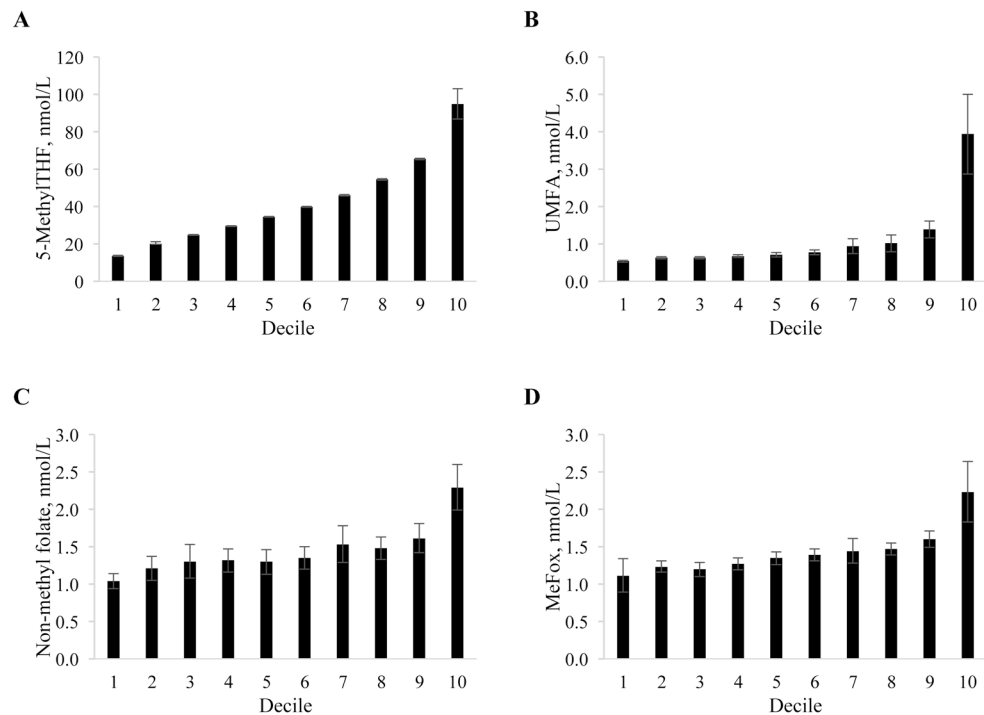 A
5-MethylTHF, nmol/L
120
100
80
60
40
20
0
1 2 3 4 5 6 7 8 9 10
Decile
B
UMFA, nmol/L
6.0
5.0
4.0
3.0
2.0
1.0
0.0
1 2 3 4 5 6 7 8 9 10
Decile
C
Non-methyl folate, nmol/L
3.0
2.5
2.0
1.5
1.0
0.5
0.0
1 2 3 4 5 6 7 8 9 10
Decile
D
MeFox, nmol/L
3.0
2.5
2.0
1.5
1.0
0.5
0.0
1 2 3 4 5 6 7 8 9 10
Decile